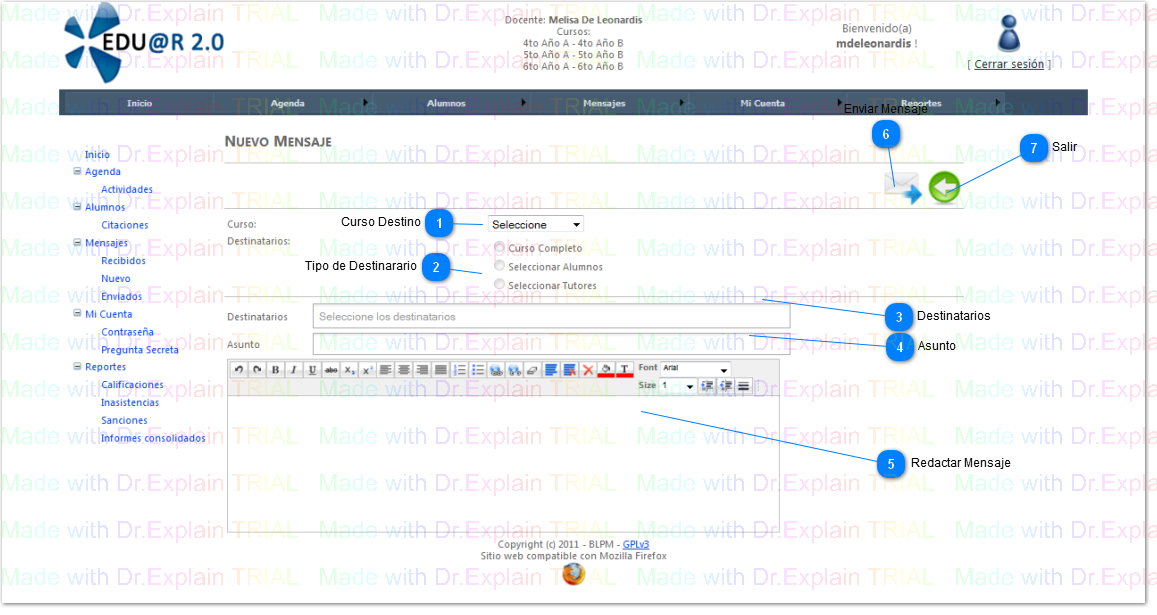 EDU@R 2.0
Docente: Melisa De Leonardis
Cursos:
4to Año A - 4to Año B
5to Año A - 5to Año B
6to Año A - 6to Año B
Bienvenido(a)
mdeleonardis !
[ Cerrar sesión ]
Inicio Agenda Alumnos Mensajes Mi Cuenta Reportes
Enviar Mensaje
6
7 Salir
NUEVO MENSAJE
Inicio
Agenda
Actividades
Alumnos
Citaciones
Mensajes
Recibidos
Nuevo
Enviados
Mi Cuenta
Contraseña
Pregunta Secreta
Reportes
Calificaciones
Inasistencias
Sanciones
Informes consolidados
Curso: Curso Destino 1 Seleccione
Destinatarios:
Curso Completo
Tipo de Destinarario 2 Seleccionar Alumnos
Seleccionar Tutores
Destinatarios Seleccione los destinatarios 3 Destinatarios
Asunto 4 Asunto
B I U abc X₂ X² T Font Arial
Size 1
5 Redactar Mensaje
Copyright (c) 2011 - BLPM - GPLv3
Sitio web compatible con Mozilla Firefox
Made with Dr.Explain TRIAL